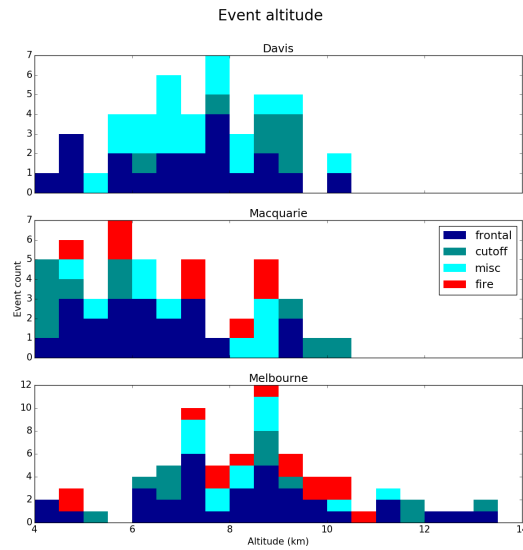 Event altitude
Davis
7
6
5
4
3
2
1
0
Macquarie
7
6
5
4
3
2
1
0
frontal
cutoff
misc
fire
Event count
Melbourne
12
10
8
6
4
2
0
4 6 8 10 12 14
Altitude (km)